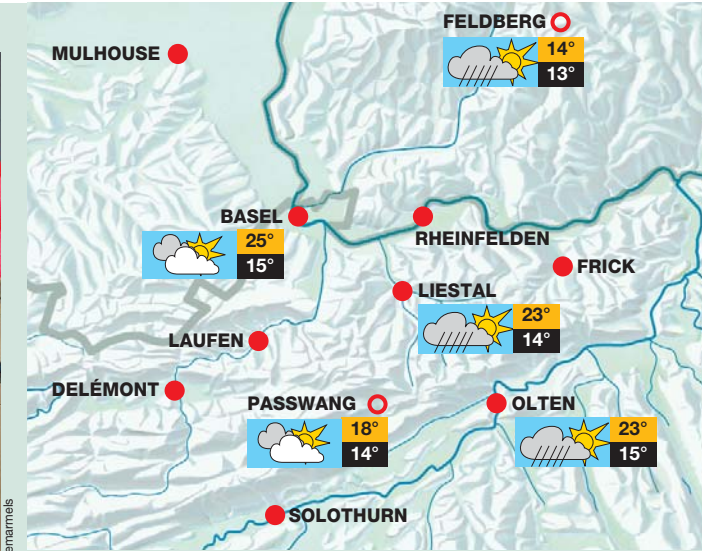 FELDBERG
14°
13°
MULHOUSE
BASEL
25°
15°
RHEINFELDEN
FRICK
LIESTAL
23°
14°
LAUFEN
DELÉMONT
PASSWANG
18°
14°
OLTEN
23°
15°
SOLOTHURN
emarmels